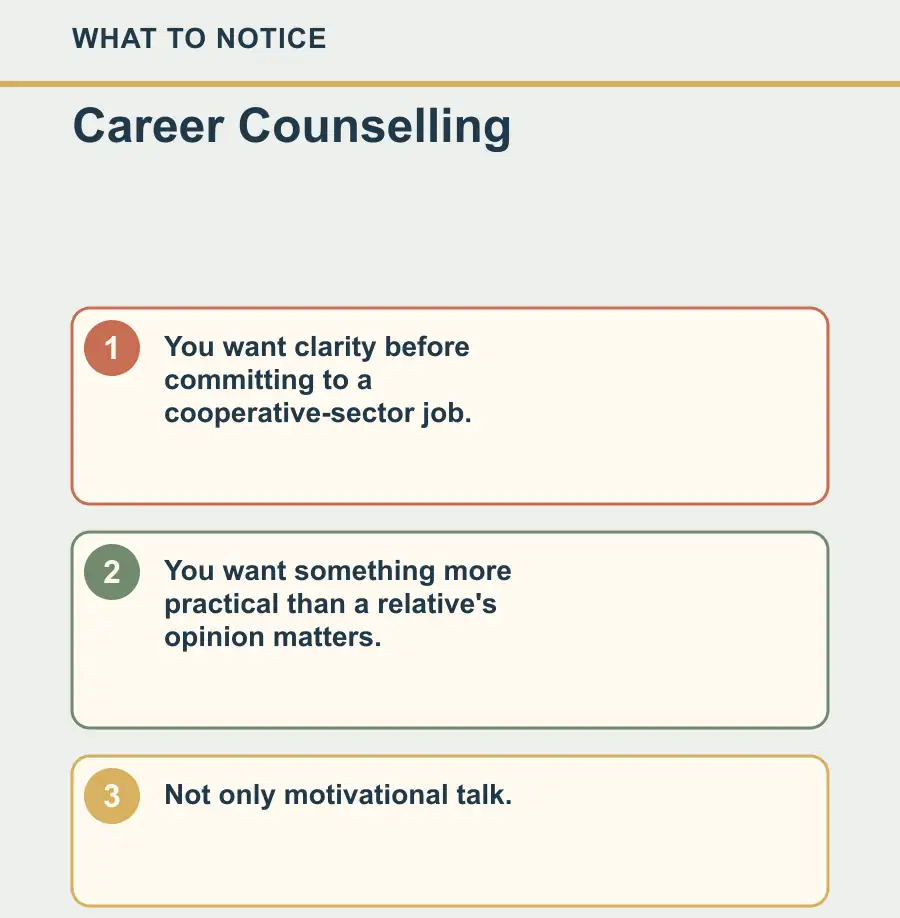 WHAT TO NOTICE
Career Counselling
1
You want clarity before
committing to a
cooperative-sector job.
2
You want something more
practical than a relative's
opinion matters.
3
Not only motivational talk.